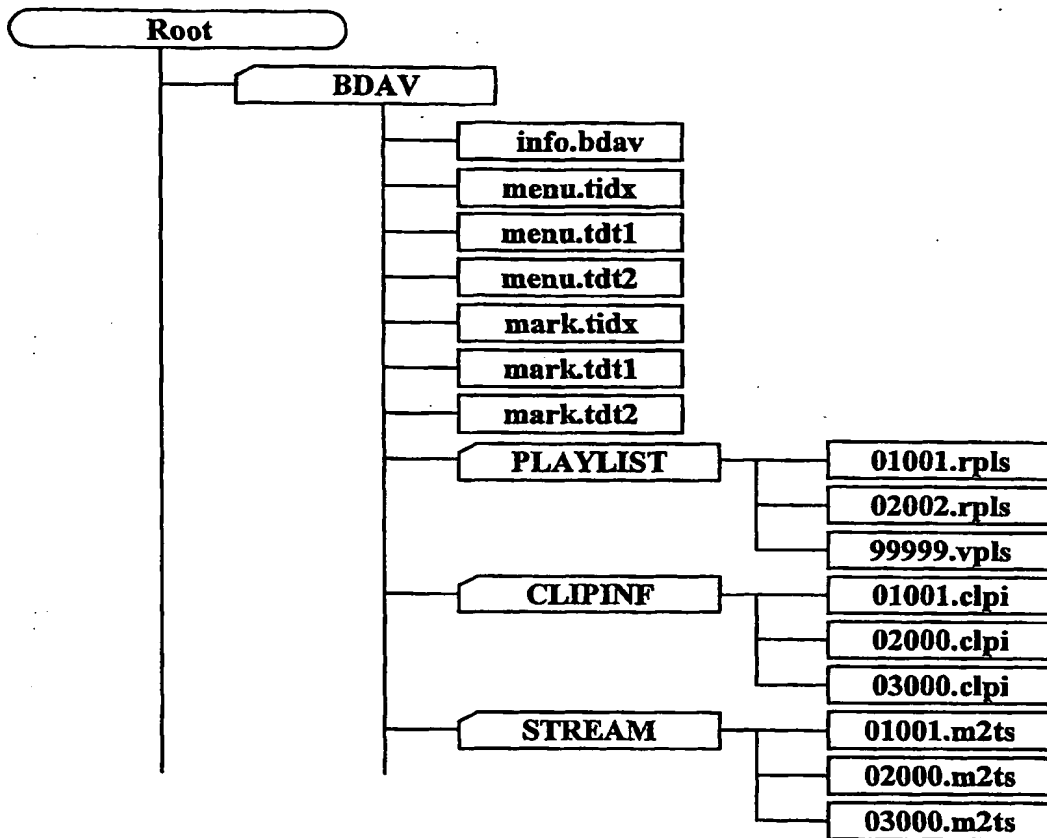 Root
BDAV
info.bdav
menu.tidx
menu.tdt1
menu.tdt2
mark.tidx
mark.tdt1
mark.tdt2
PLAYLIST
01001.rpls
02002.rpls
99999.vpls
CLIPINF
01001.clpi
02000.clpi
03000.clpi
STREAM
01001.m2ts
02000.m2ts
03000.m2ts